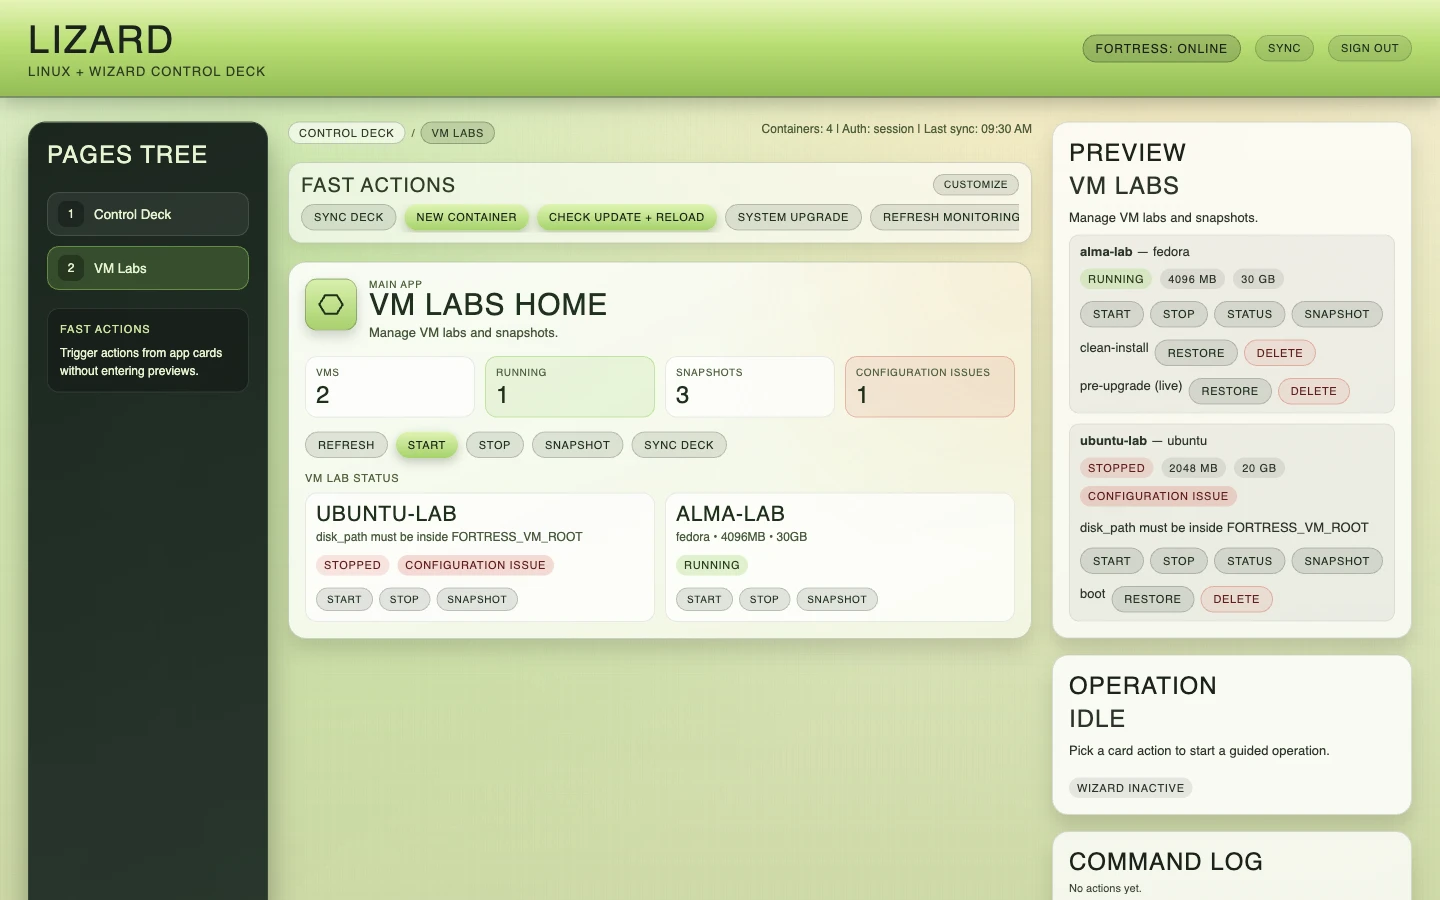 LIZARD
LINUX + WIZARD CONTROL DECK
FORTRESS: ONLINE
SYNC
SIGN OUT
PAGES TREE
1 Control Deck
2 VM Labs
FAST ACTIONS
Trigger actions from app cards
without entering previews.
CONTROL DECK / VM LABS
Containers: 4 | Auth: session | Last sync: 09:30 AM
FAST ACTIONS
CUSTOMIZE
SYNC DECK NEW CONTAINER CHECK UPDATE + RELOAD SYSTEM UPGRADE REFRESH MONITORING
MAIN APP
VM LABS HOME
Manage VM labs and snapshots.
VMS
2
RUNNING
1
SNAPSHOTS
3
CONFIGURATION ISSUES
1
REFRESH START STOP SNAPSHOT SYNC DECK
VM LAB STATUS
UBUNTU-LAB
disk_path must be inside FORTRESS_VM_ROOT
STOPPED CONFIGURATION ISSUE
START STOP SNAPSHOT
ALMA-LAB
fedora • 4096MB • 30GB
RUNNING
START STOP SNAPSHOT
PREVIEW
VM LABS
Manage VM labs and snapshots.
alma-lab — fedora
RUNNING 4096 MB 30 GB
START STOP STATUS SNAPSHOT
clean-install RESTORE DELETE
pre-upgrade (live) RESTORE DELETE
ubuntu-lab — ubuntu
STOPPED 2048 MB 20 GB
CONFIGURATION ISSUE
disk_path must be inside FORTRESS_VM_ROOT
START STOP STATUS SNAPSHOT
boot RESTORE DELETE
OPERATION
IDLE
Pick a card action to start a guided operation.
WIZARD INACTIVE
COMMAND LOG
No actions yet.